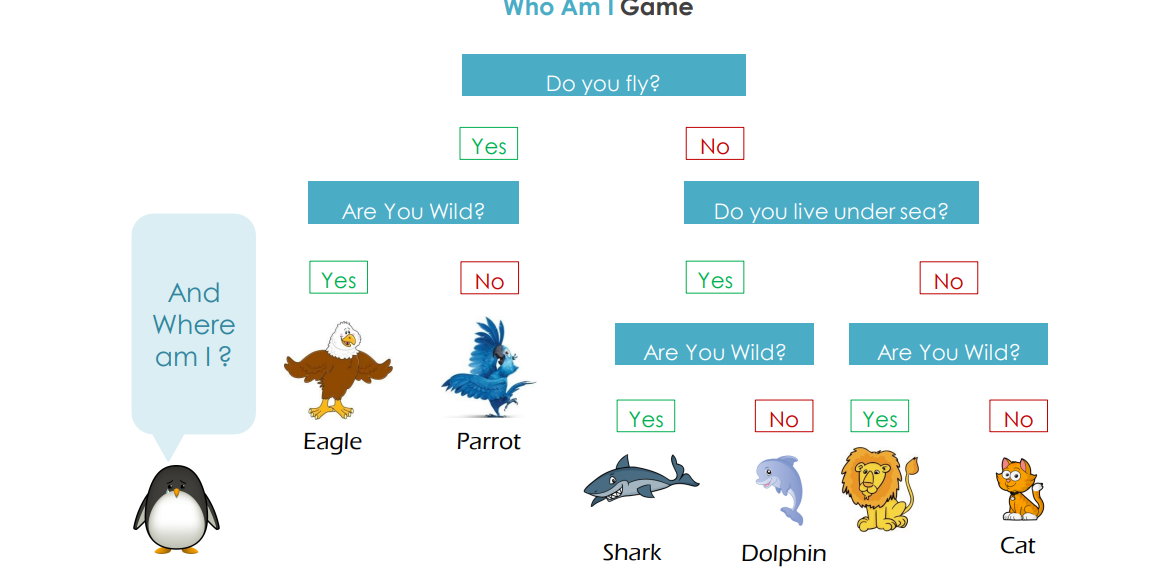 Who Am I Game
Do you fly?
Yes
No
Are You Wild?
Do you live under sea?
Yes
No
Yes
No
And
Where
am I ?
Are You Wild?
Are You Wild?
Yes
No
Yes
No
Eagle
Parrot
Shark
Dolphin
Cat